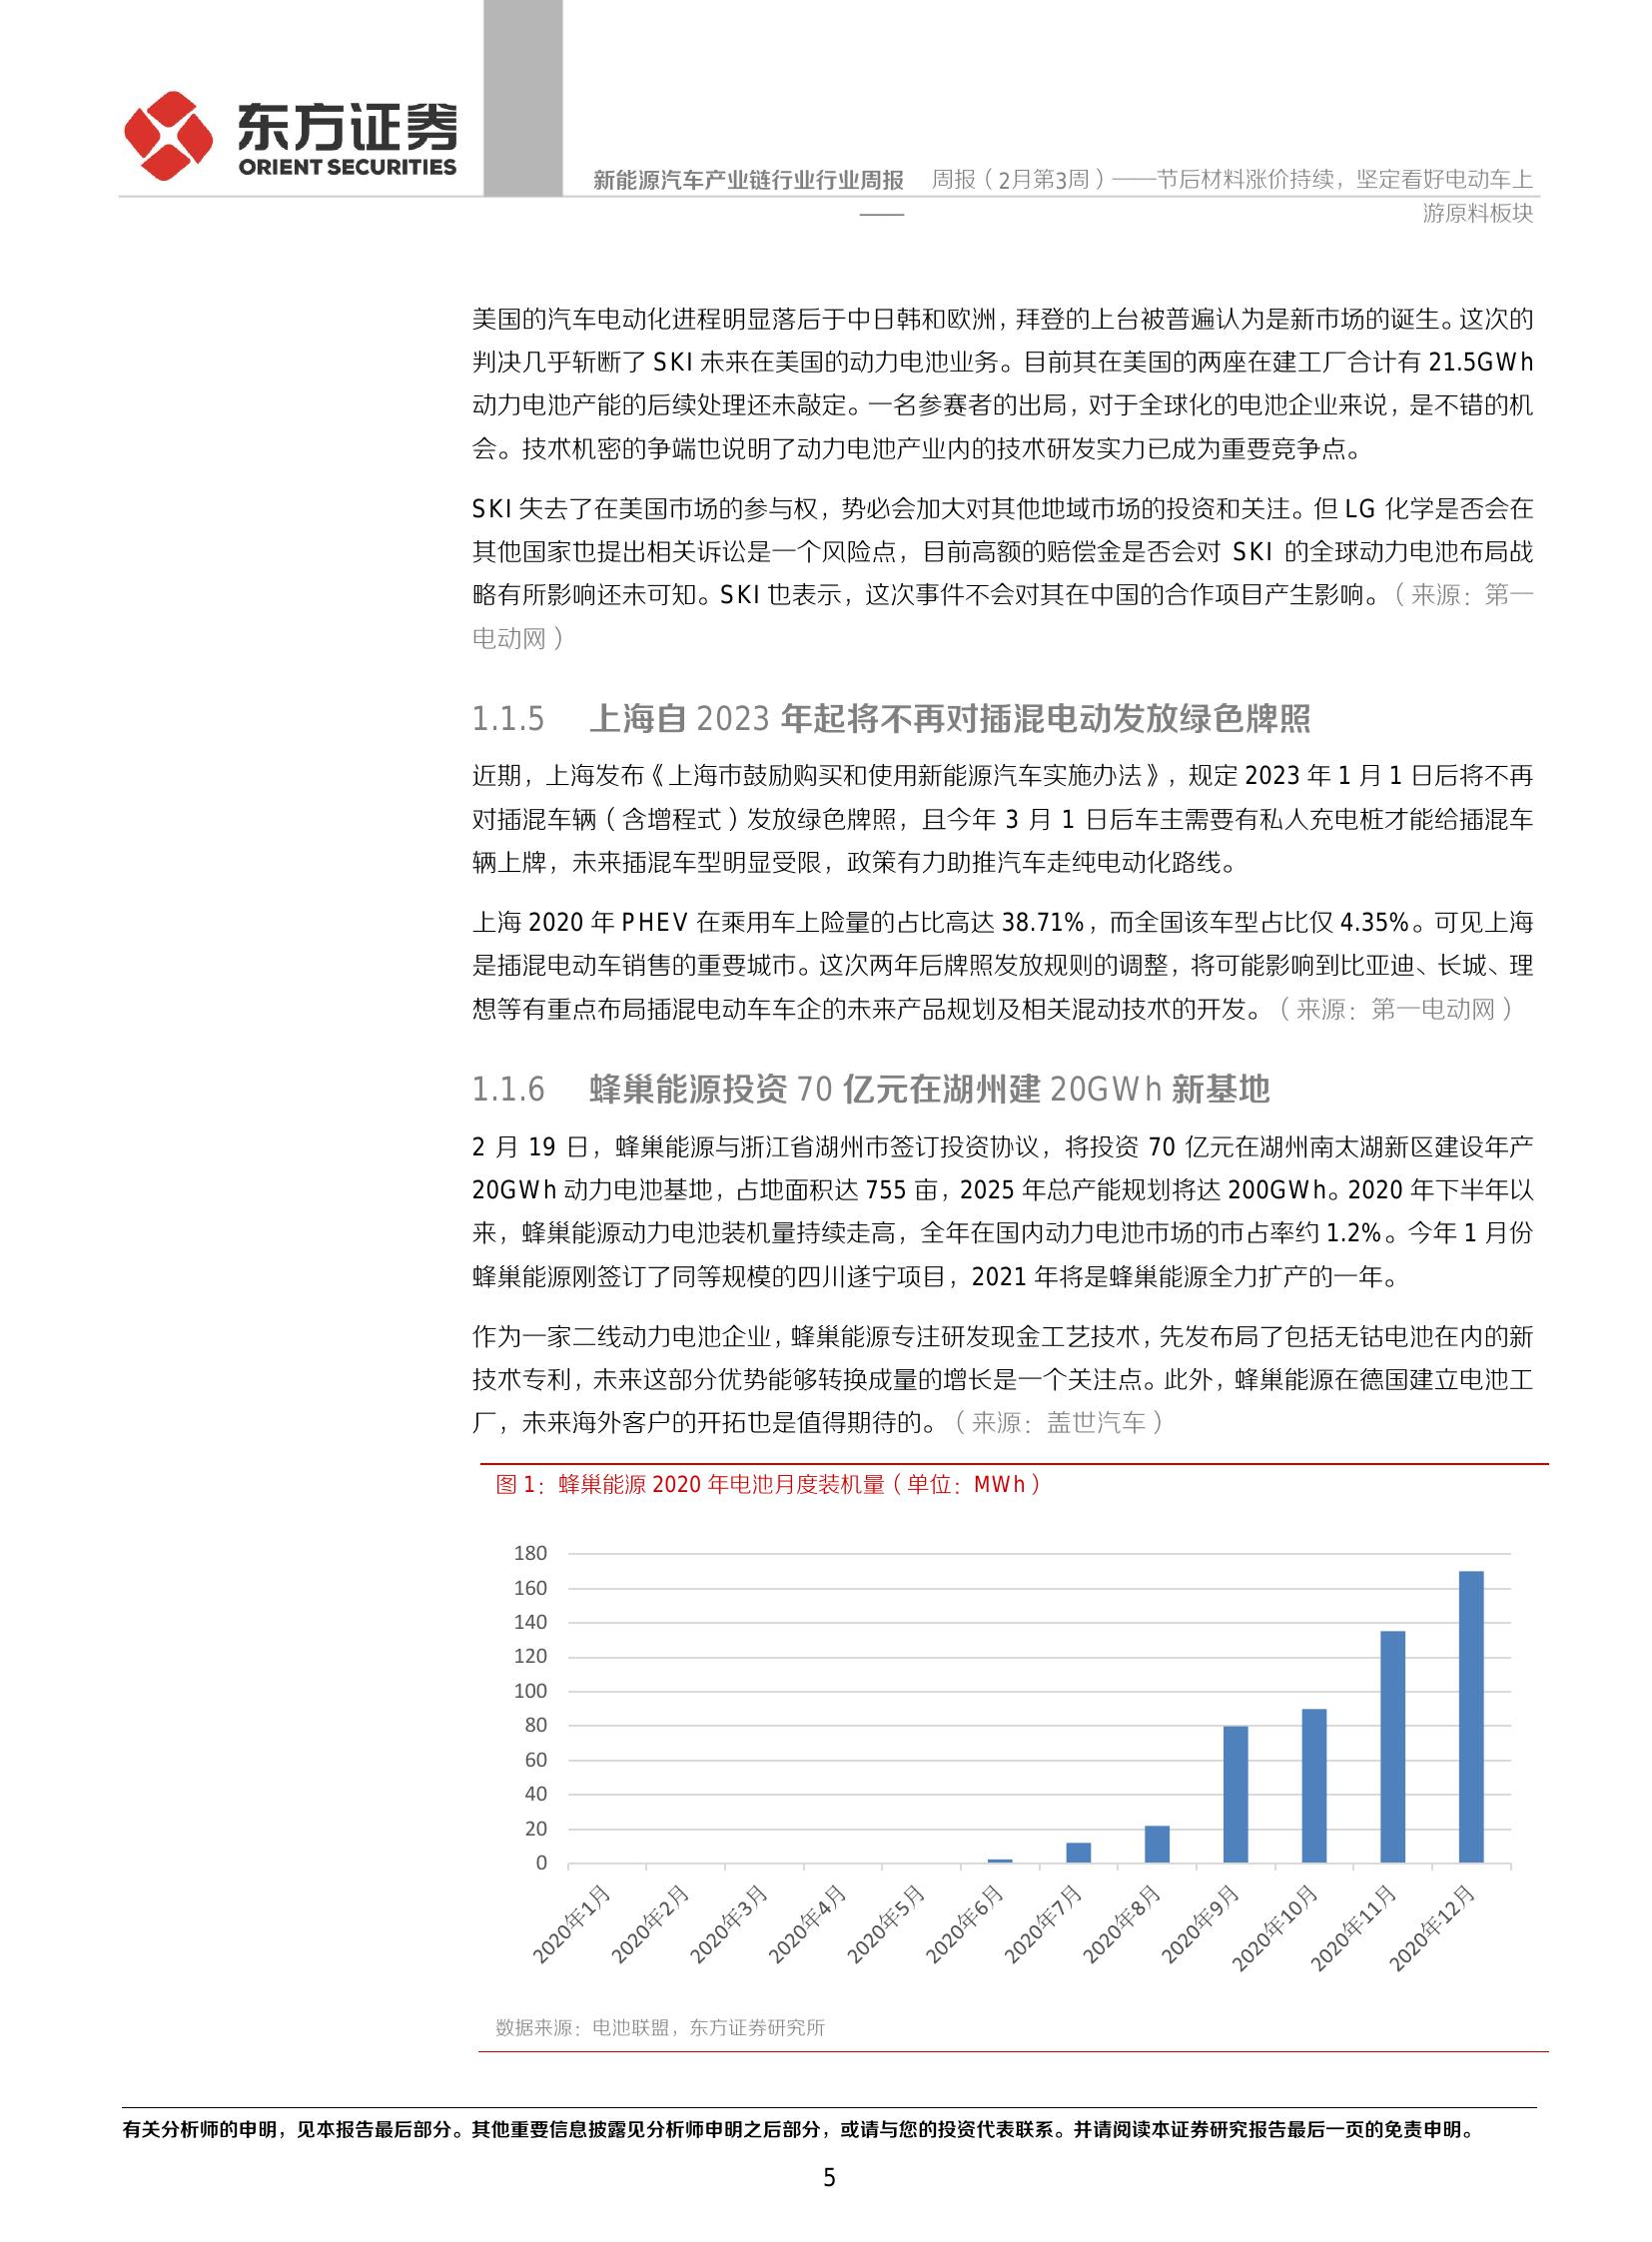 东方证券
ORIENT SECURITIES
新能源汽车产业链行业行业周报 周报（2月第3周）——节后材料涨价持续，坚定看好电动车上
—— 游原料板块
美国的汽车电动化进程明显落后于中日韩和欧洲，拜登的上台被普遍认为是新市场的诞生。这次的
判决几乎斩断了 SKI 未来在美国的动力电池业务。目前其在美国的两座在建工厂合计有 21.5GWh
动力电池产能的后续处理还未敲定。一名参赛者的出局，对于全球化的电池企业来说，是不错的机
会。技术机密的争端也说明了动力电池产业内的技术研发实力已成为重要竞争点。
SKI 失去了在美国市场的参与权，势必会加大对其他地域市场的投资和关注。但 LG 化学是否会在
其他国家也提出相关诉讼是一个风险点，目前高额的赔偿金是否会对 SKI 的全球动力电池布局战
略有所影响还未可知。SKI 也表示，这次事件不会对其在中国的合作项目产生影响。（来源：第一
电动网）
1.1.5 上海自 2023 年起将不再对插混电动发放绿色牌照
近期，上海发布《上海市鼓励购买和使用新能源汽车实施办法》，规定 2023 年 1 月 1 日后将不再
对插混车辆（含增程式）发放绿色牌照，且今年 3 月 1 日后车主需要有私人充电桩才能给插混车
辆上牌，未来插混车型明显受限，政策有力助推汽车走纯电动化路线。
上海 2020 年 PHEV 在乘用车上险量的占比高达 38.71%，而全国该车型占比仅 4.35%。可见上海
是插混电动车销售的重要城市。这次两年后牌照发放规则的调整，将可能影响到比亚迪、长城、理
想等有重点布局插混电动车车企的未来产品规划及相关混动技术的开发。（来源：第一电动网）
1.1.6 蜂巢能源投资 70 亿元在湖州建 20GWh 新基地
2 月 19 日，蜂巢能源与浙江省湖州市签订投资协议，将投资 70 亿元在湖州南太湖新区建设年产
20GWh 动力电池基地，占地面积达 755 亩，2025 年总产能规划将达 200GWh。2020 年下半年以
来，蜂巢能源动力电池装机量持续走高，全年在国内动力电池市场的市占率约 1.2%。今年 1 月份
蜂巢能源刚签订了同等规模的四川遂宁项目，2021 年将是蜂巢能源全力扩产的一年。
作为一家二线动力电池企业，蜂巢能源专注研发现金工艺技术，先发布局了包括无钴电池在内的新
技术专利，未来这部分优势能够转换成量的增长是一个关注点。此外，蜂巢能源在德国建立电池工
厂，未来海外客户的开拓也是值得期待的。（来源：盖世汽车）
图 1：蜂巢能源 2020 年电池月度装机量（单位：MWh）
180
160
140
120
100
80
60
40
20
0
2020年1月 2020年2月 2020年3月 2020年4月 2020年5月 2020年6月 2020年7月 2020年8月 2020年9月 2020年10月 2020年11月 2020年12月
数据来源：电池联盟，东方证券研究所
有关分析师的申明，见本报告最后部分。其他重要信息披露见分析师申明之后部分，或请与您的投资代表联系。并请阅读本证券研究报告最后一页的免责申明。
5